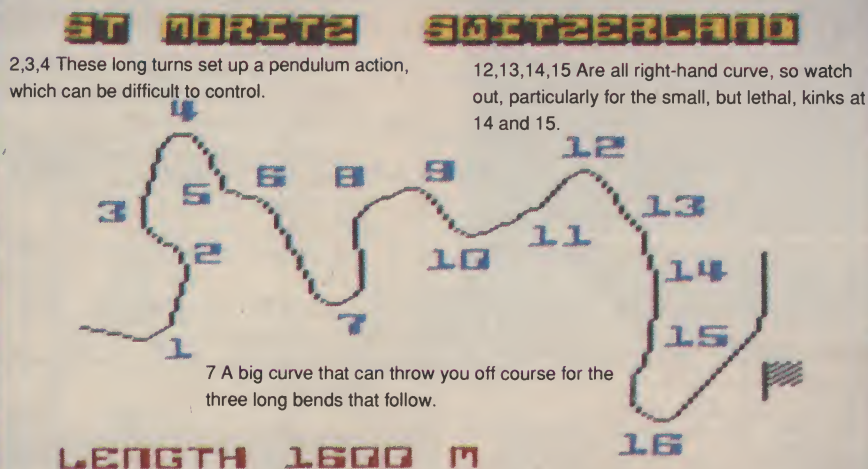 ST MORITZ SWITZERLAND
2,3,4 These long turns set up a pendulum action,
which can be difficult to control.
12,13,14,15 Are all right-hand curve, so watch
out, particularly for the small, but lethal, kinks at
14 and 15.
4
12
8
9
6
5
3
13
2
11
10
14
7
15
1
7 A big curve that can throw you off course for the
three long bends that follow.
16
LENGTH 1600 M